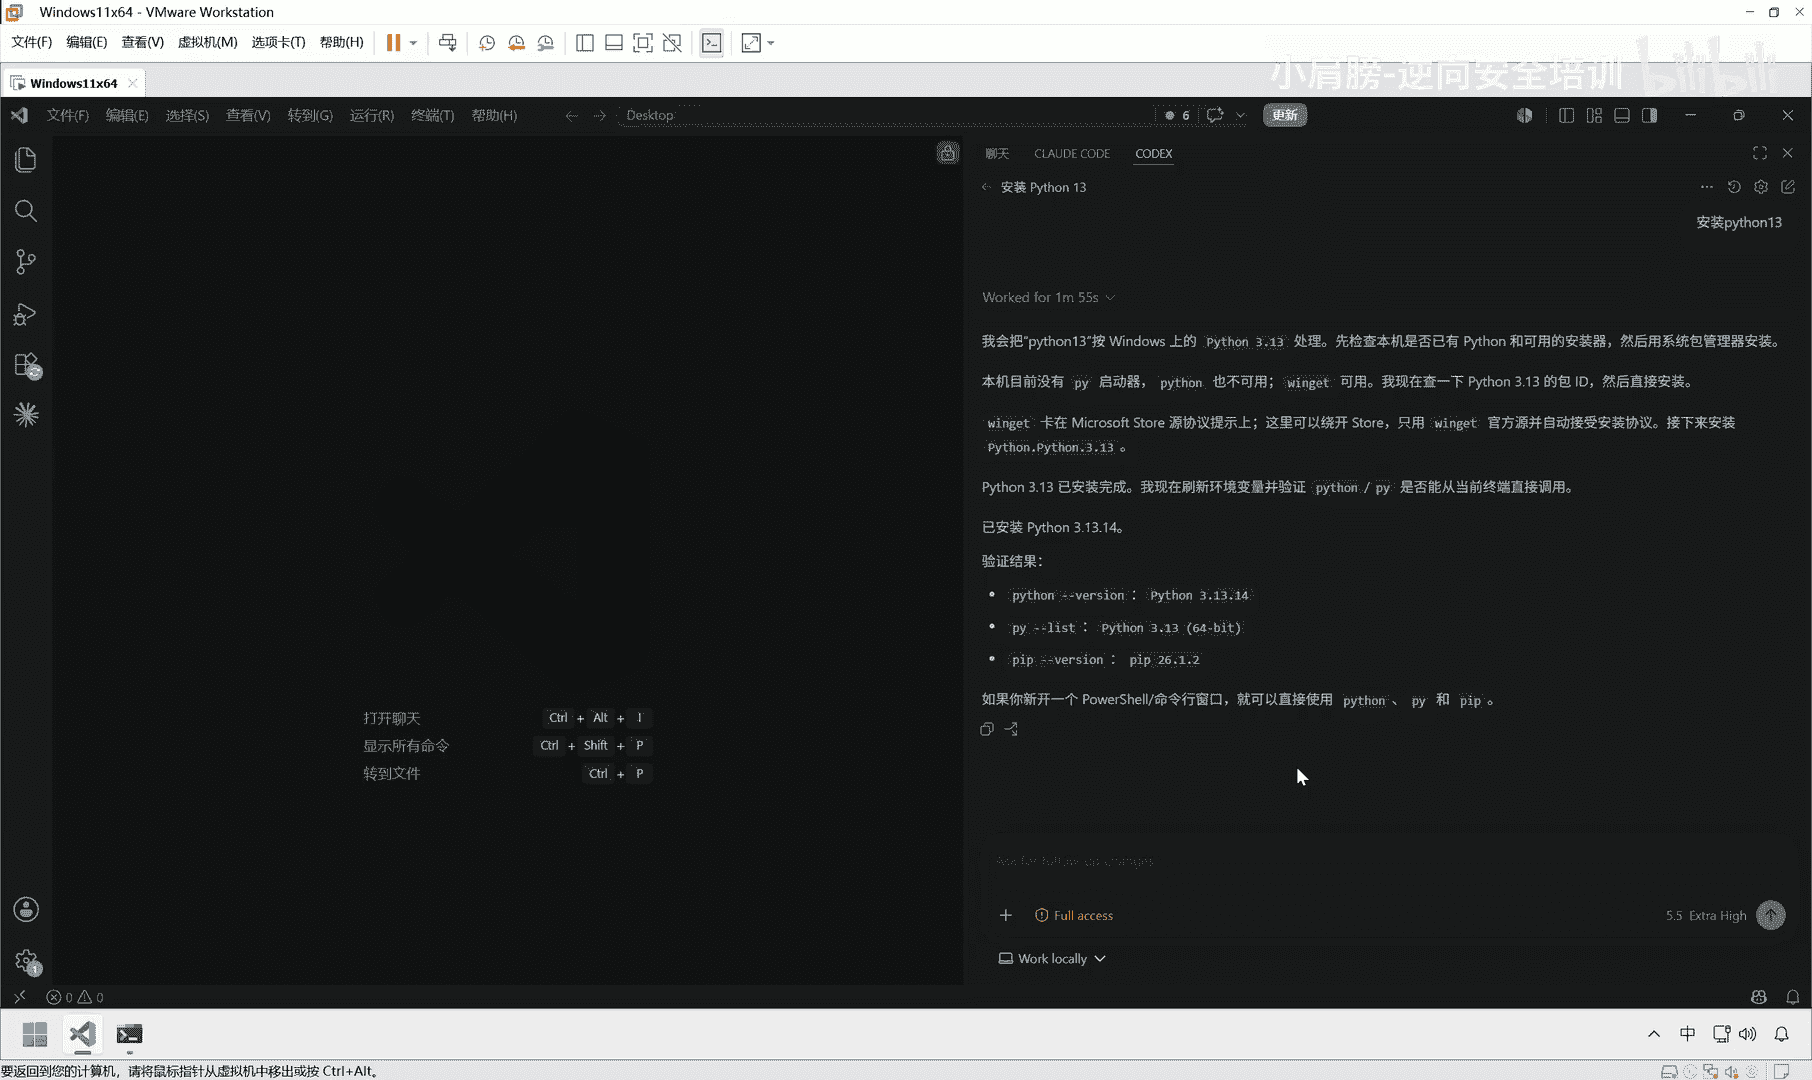 Windows11x64 - VMware Workstation
文件(F) 编辑(E) 查看(V) 虚拟机(M) 选项卡(T) 帮助(H)
小肩膀-逆向安全培训 bilibili
Windows11x64
文件(F) 编辑(E) 选择(S) 查看(V) 转到(G) 运行(R) 终端(T) 帮助(H) Desktop 6 更新
聊天 CLAUDE CODE CODEX
安装 Python 13
安装python13
Worked for 1m 55s
我会把"python13"按 Windows 上的 Python 3.13 处理。先检查本机是否已有 Python 和可用的安装器，然后用系统包管理器安装。
本机目前没有 py 启动器， python 也不可用； winget 可用。我现在查一下 Python 3.13 的包 ID，然后直接安装。
winget 卡在 Microsoft Store 源协议提示上；这里可以绕开 Store，只用 winget 官方源并自动接受安装协议。接下来安装
Python.Python.3.13 。
Python 3.13 已安装完成。我现在刷新环境变量并验证 python / py 是否能从当前终端直接调用。
已安装 Python 3.13.14。
验证结果：
• python --version ： Python 3.13.14
• py --list ： Python 3.13 (64-bit)
• pip --version ： pip 26.1.2
如果你新开一个 PowerShell/命令行窗口，就可以直接使用 python 、 py 和 pip 。
打开聊天 Ctrl + Alt + I
显示所有命令 Ctrl + Shift + P
转到文件 Ctrl + P
Ask for follow-up changes
Full access 5.5 Extra High
Work locally
1
0 0
中
要返回到您的计算机，请将鼠标指针从虚拟机中移出或按 Ctrl+Alt。